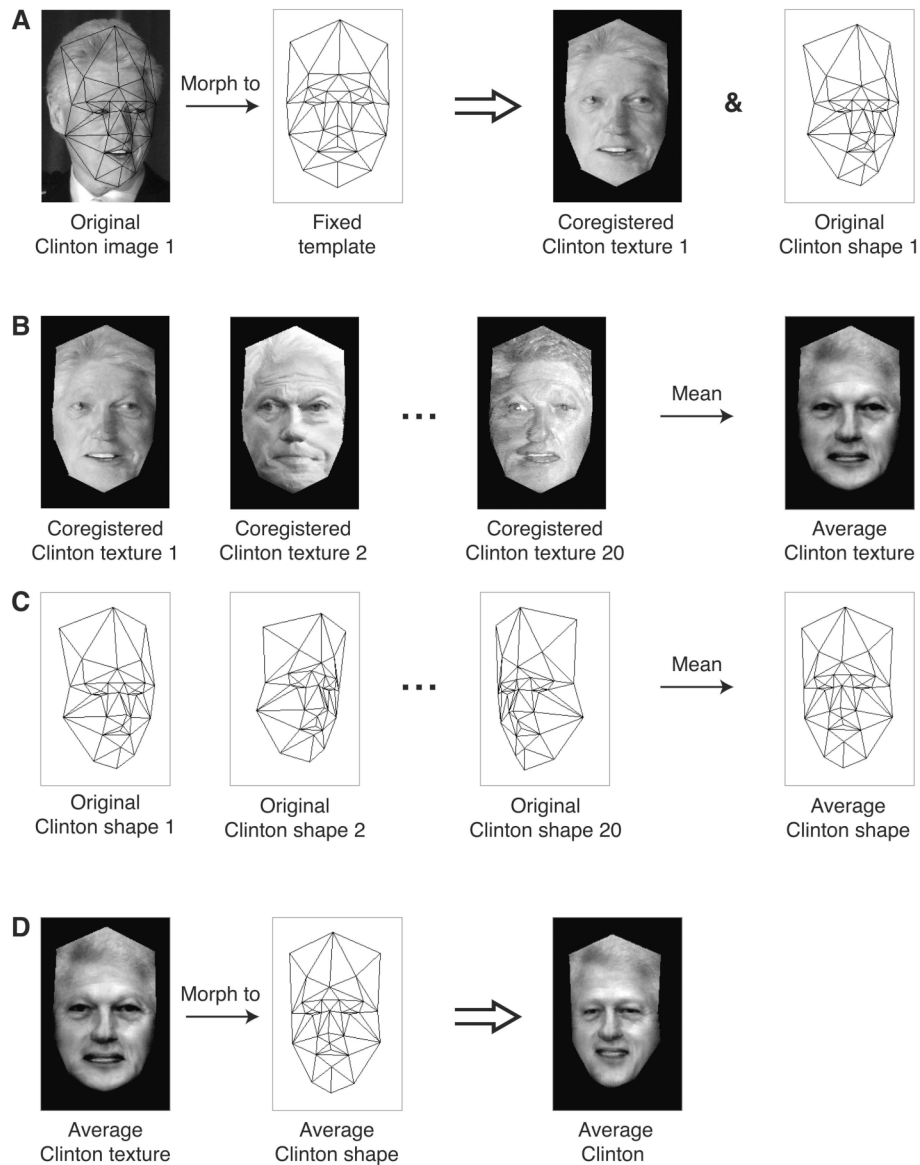 A
Morph to
&
Original
Clinton image 1
Fixed
template
Coregistered
Clinton texture 1
Original
Clinton shape 1
B
...
Mean
Coregistered
Clinton texture 1
Coregistered
Clinton texture 2
Coregistered
Clinton texture 20
Average
Clinton texture
C
...
Mean
Original
Clinton shape 1
Original
Clinton shape 2
Original
Clinton shape 20
Average
Clinton shape
D
Morph to
Average
Clinton texture
Average
Clinton shape
Average
Clinton